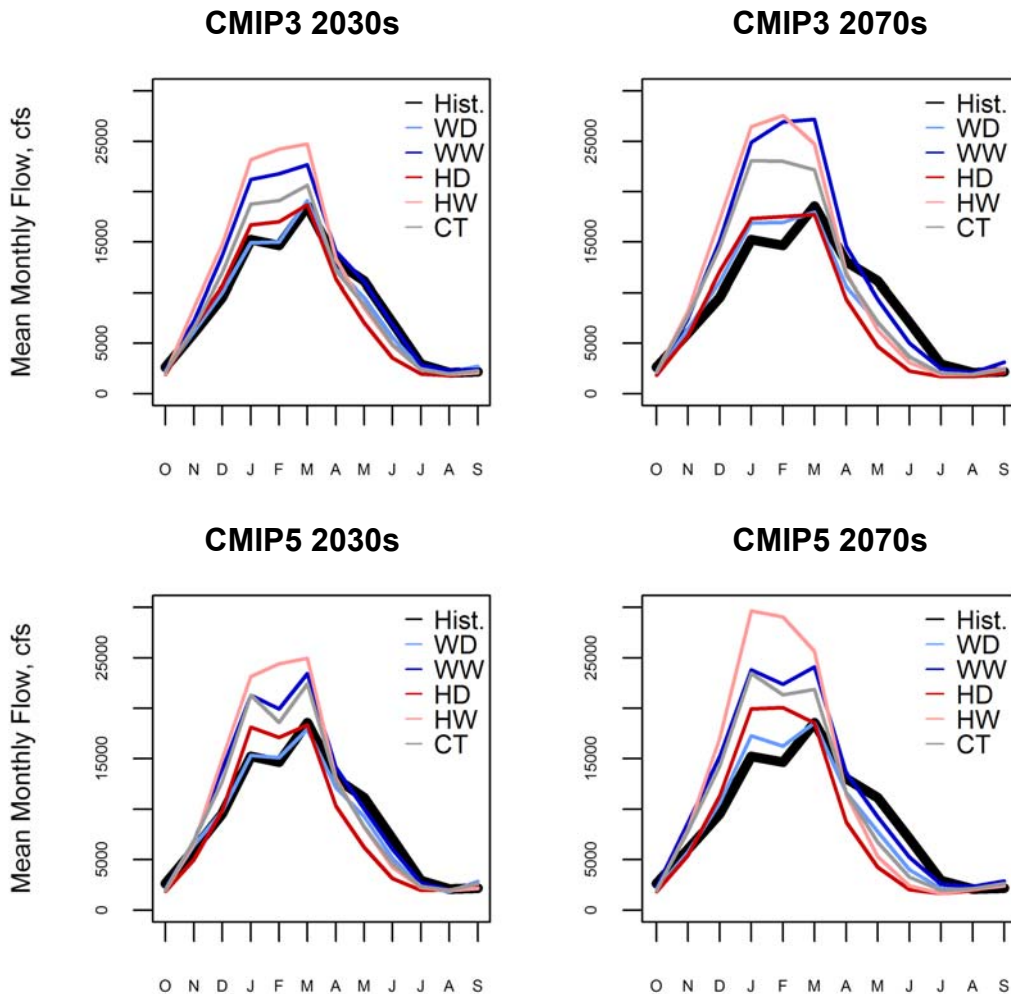 CMIP3 2030s
Mean Monthly Flow, cfs
0 5000 15000 25000
Hist.
WD
WW
HD
HW
CT
O N D J F M A M J J A S
CMIP3 2070s
0 5000 15000 25000
Hist.
WD
WW
HD
HW
CT
O N D J F M A M J J A S
CMIP5 2030s
Mean Monthly Flow, cfs
0 5000 15000 25000
Hist.
WD
WW
HD
HW
CT
O N D J F M A M J J A S
CMIP5 2070s
0 5000 15000 25000
Hist.
WD
WW
HD
HW
CT
O N D J F M A M J J A S